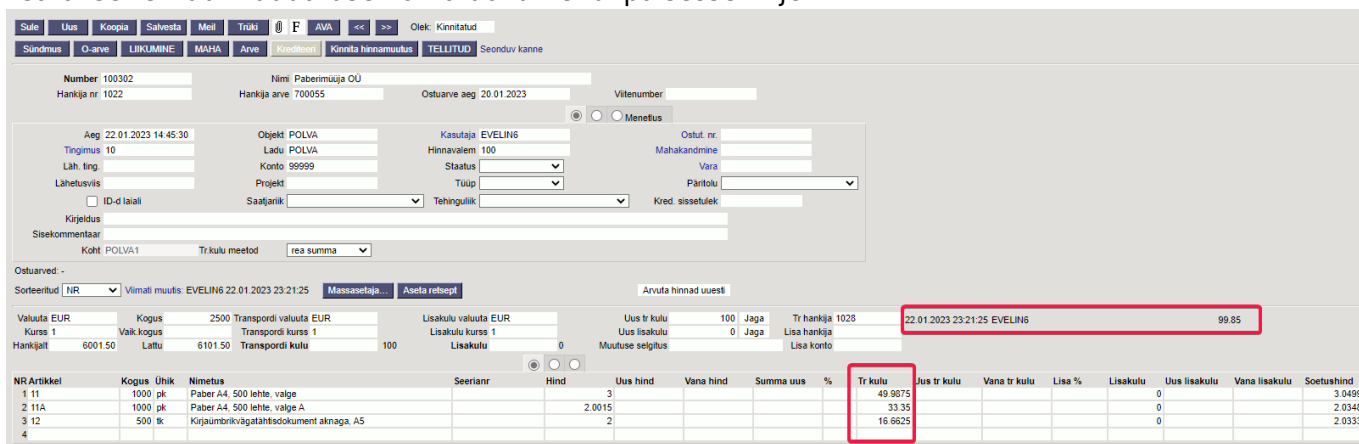 Sule Uus Koopia Salvesta Meil Trüki F AVA << >> Olek: Kinnitatud
Sündmus O-arve LIIKUMINE MAHA Arve Krediteeri Kinnita hinnamuutus TELLITUD Seonduv kanne
Number 100302 Nimi Paberimüüja OÜ
Hankija nr 1022 Hankija arve 700055 Ostuarve aeg 20.01.2023 Viitenumber
Menetlus
Aeg 22.01.2023 14:45:30 Objekt POLVA Kasutaja EVELIN6 Ostut. nr.
Tingimus 10 Ladu POLVA Hinnavalem 100 Mahakandmine
Läh. ting. Konto 99999 Staatus Vara
Lähetusviis Projekt Tüüp Päritolu
ID-d laiali Saatjariik Tehinguliik Kred. sissetulek
Kirjeldus
Sisekommentaar
Koht POLVA1 Tr.kulu meetod rea summa
Ostuarved: -
Sorteeritud NR Viimati muutis: EVELIN6 22.01.2023 23:21:25 Massasetaja... Aseta retsept Arvuta hinnad uuesti
Valuuta EUR Kogus 2500 Transpordi valuuta EUR Lisakulu valuuta EUR Uus tr kulu 100 Jaga Tr hankija 1028 22.01.2023 23:21:25 EVELIN6 99.85
Kurss 1 Vaik.kogus Transpordi kurss 1 Lisakulu kurss 1 Uus lisakulu 0 Jaga Lisa hankija
Hankijalt 6001.50 Lattu 6101.50 Transpordi kulu 100 Lisakulu 0 Muutuse selgitus Lisa konto
NR Artikkel Kogus Ühik Nimetus Seerianr Hind Uus hind Vana hind Summa uus % Tr kulu Uus tr kulu Vana tr kulu Lisa % Lisakulu Uus lisakulu Vana lisakulu Soetushind
1 11 1000 pk Paber A4, 500 lehte, valge 3 49.9875 0 3.0499
2 11A 1000 pk Paber A4, 500 lehte, valge A 2.0015 33.35 0 2.0348
3 12 500 tk Kirjaümbrikvägatähtisdokument aknaga, A5 2 16.6625 0 2.0333
4